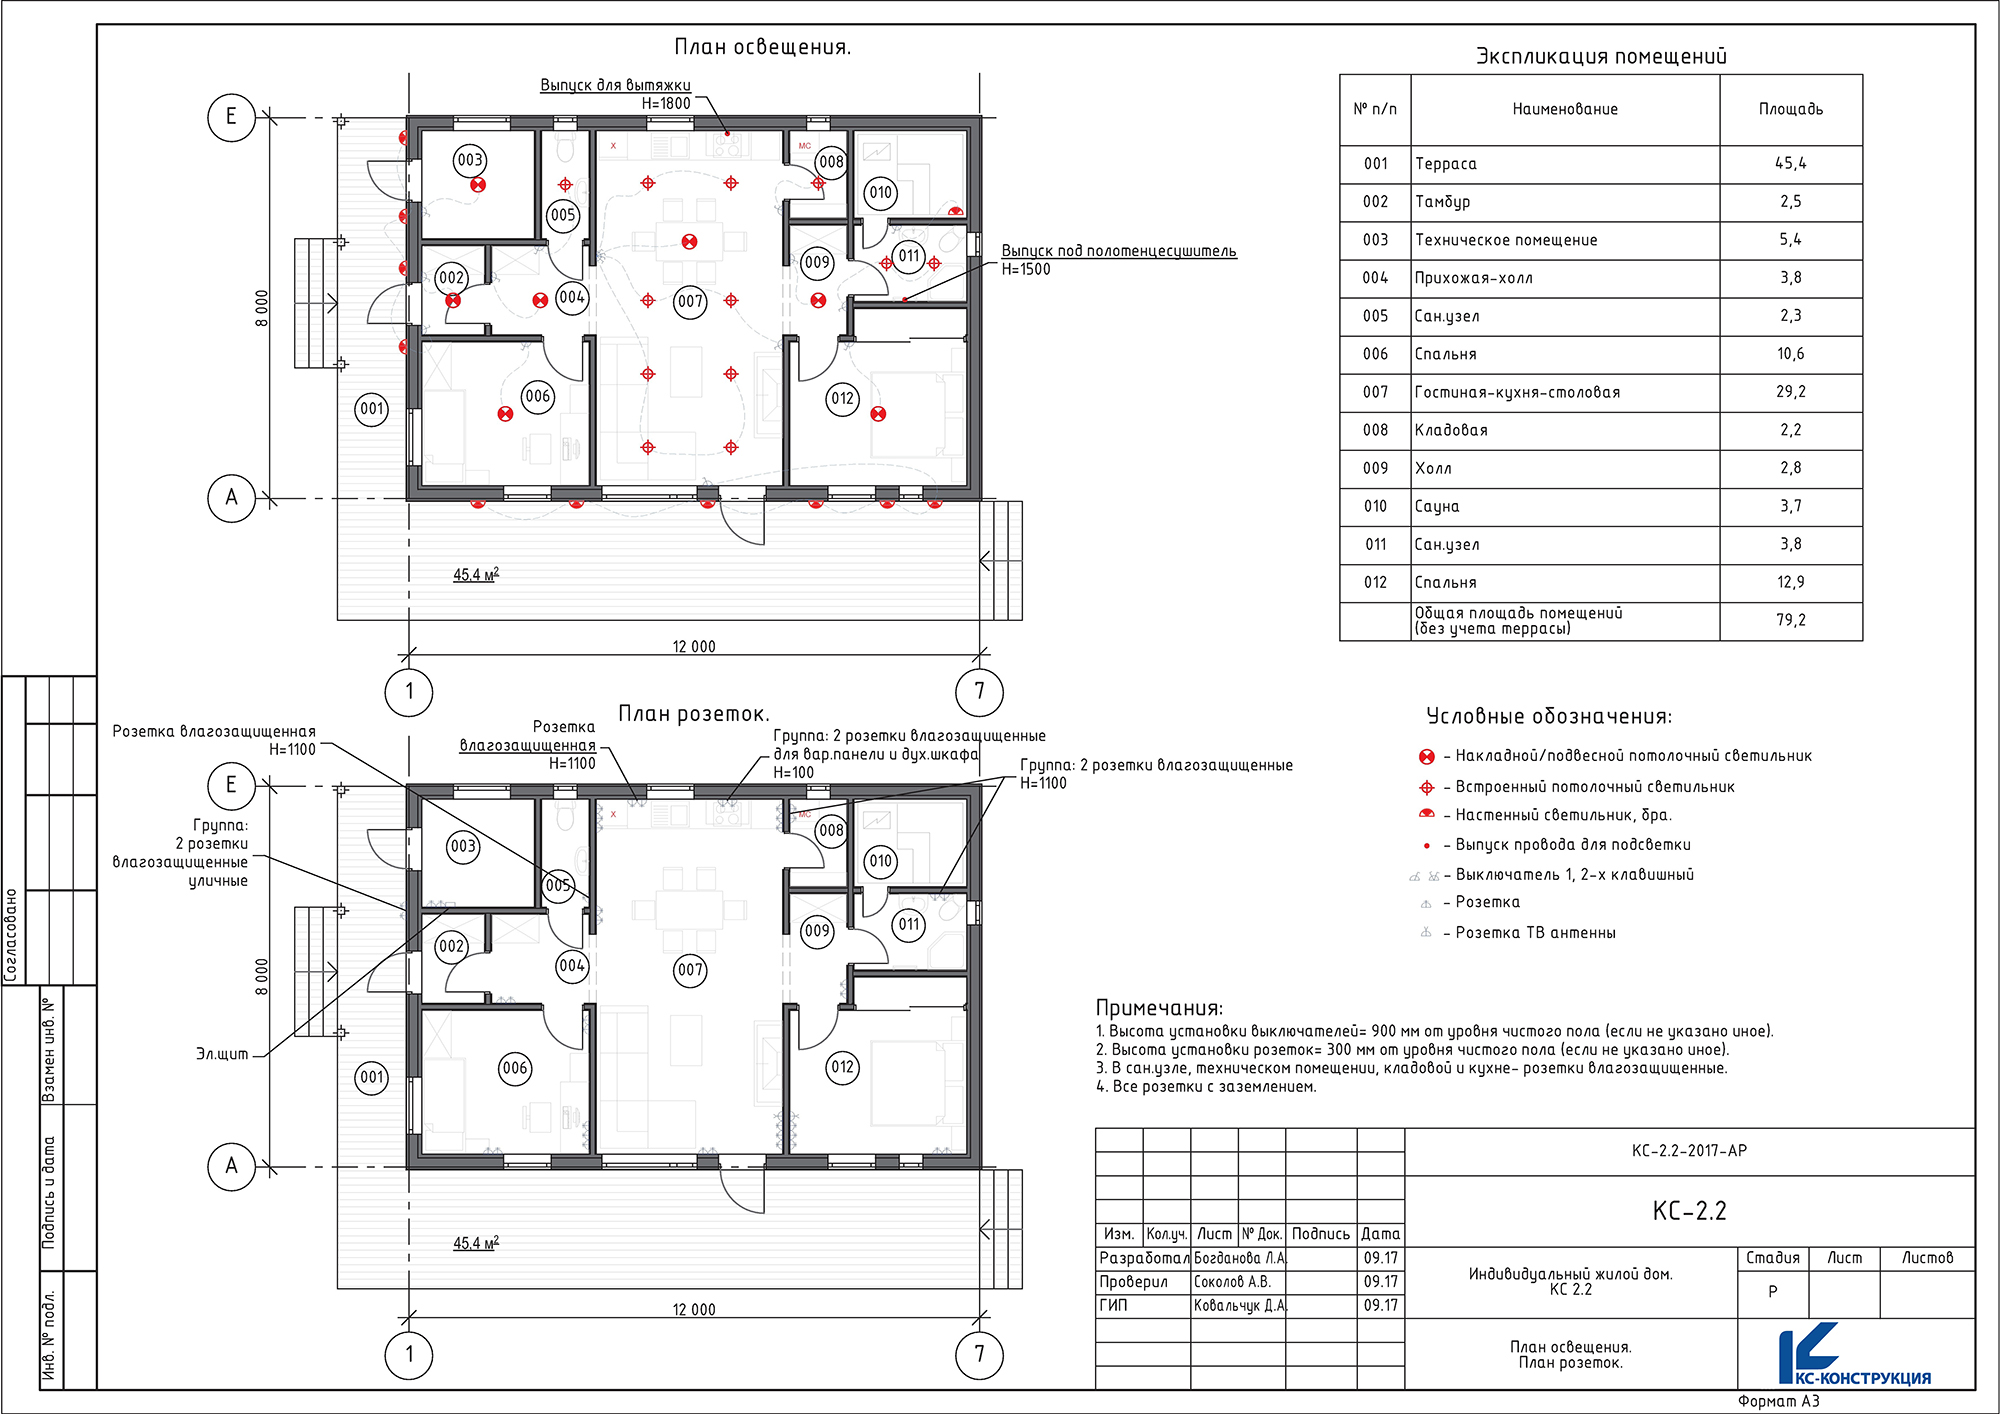 План освещения.
Выпуск для вытяжки
H=1800
Е
003
005
008
010
002
004
007
009
011
Выпуск под полотенцесушитель
H=1500
8 000
001
006
012
X
МС
А
45.4 м²
12 000
1
7
Экспликация помещений
№ п/п Наименование Площадь
001 Терраса 45,4
002 Тамбур 2,5
003 Техническое помещение 5,4
004 Прихожая-холл 3,8
005 Сан.узел 2,3
006 Спальня 10,6
007 Гостиная-кухня-столовая 29,2
008 Кладовая 2,2
009 Холл 2,8
010 Сауна 3,7
011 Сан.узел 3,8
012 Спальня 12,9
Общая площадь помещений
(без учета террасы) 79,2
План розеток.
Розетка влагозащищенная
H=1100
Розетка
влагозащищенная
H=1100
Группа: 2 розетки влагозащищенные
для вар.панели и дух.шкафа
H=100
Группа: 2 розетки влагозащищенные
H=1100
Е
Группа:
2 розетки
влагозащищенные
уличные
Эл.щит
8 000
X
МС
003
005
008
010
002
004
007
009
011
001
006
012
А
45.4 м²
12 000
1
7
Условные обозначения:
- Накладной/подвесной потолочный светильник
- Встроенный потолочный светильник
- Настенный светильник, бра.
- Выпуск провода для подсветки
- Выключатель 1, 2-х клавишный
- Розетка
- Розетка ТВ антенны
Примечания:
1. Высота установки выключателей= 900 мм от уровня чистого пола (если не указано иное).
2. Высота установки розеток= 300 мм от уровня чистого пола (если не указано иное).
3. В сан.узле, техническом помещении, кладовой и кухне- розетки влагозащищенные.
4. Все розетки с заземлением.
Согласовано
Взамен инв. №
Подпись и дата
Инв. № подл.
КС-2.2-2017-АР
КС-2.2
Изм. Кол.уч. Лист № Док. Подпись Дата
Разработал Богданова Л.А. 09.17
Проверил Соколов А.В. 09.17
ГИП Ковальчук Д.А. 09.17
Индивидуальный жилой дом.
КС 2.2
Стадия Лист Листов
Р
План освещения.
План розеток.
КС-КОНСТРУКЦИЯ
Формат А3